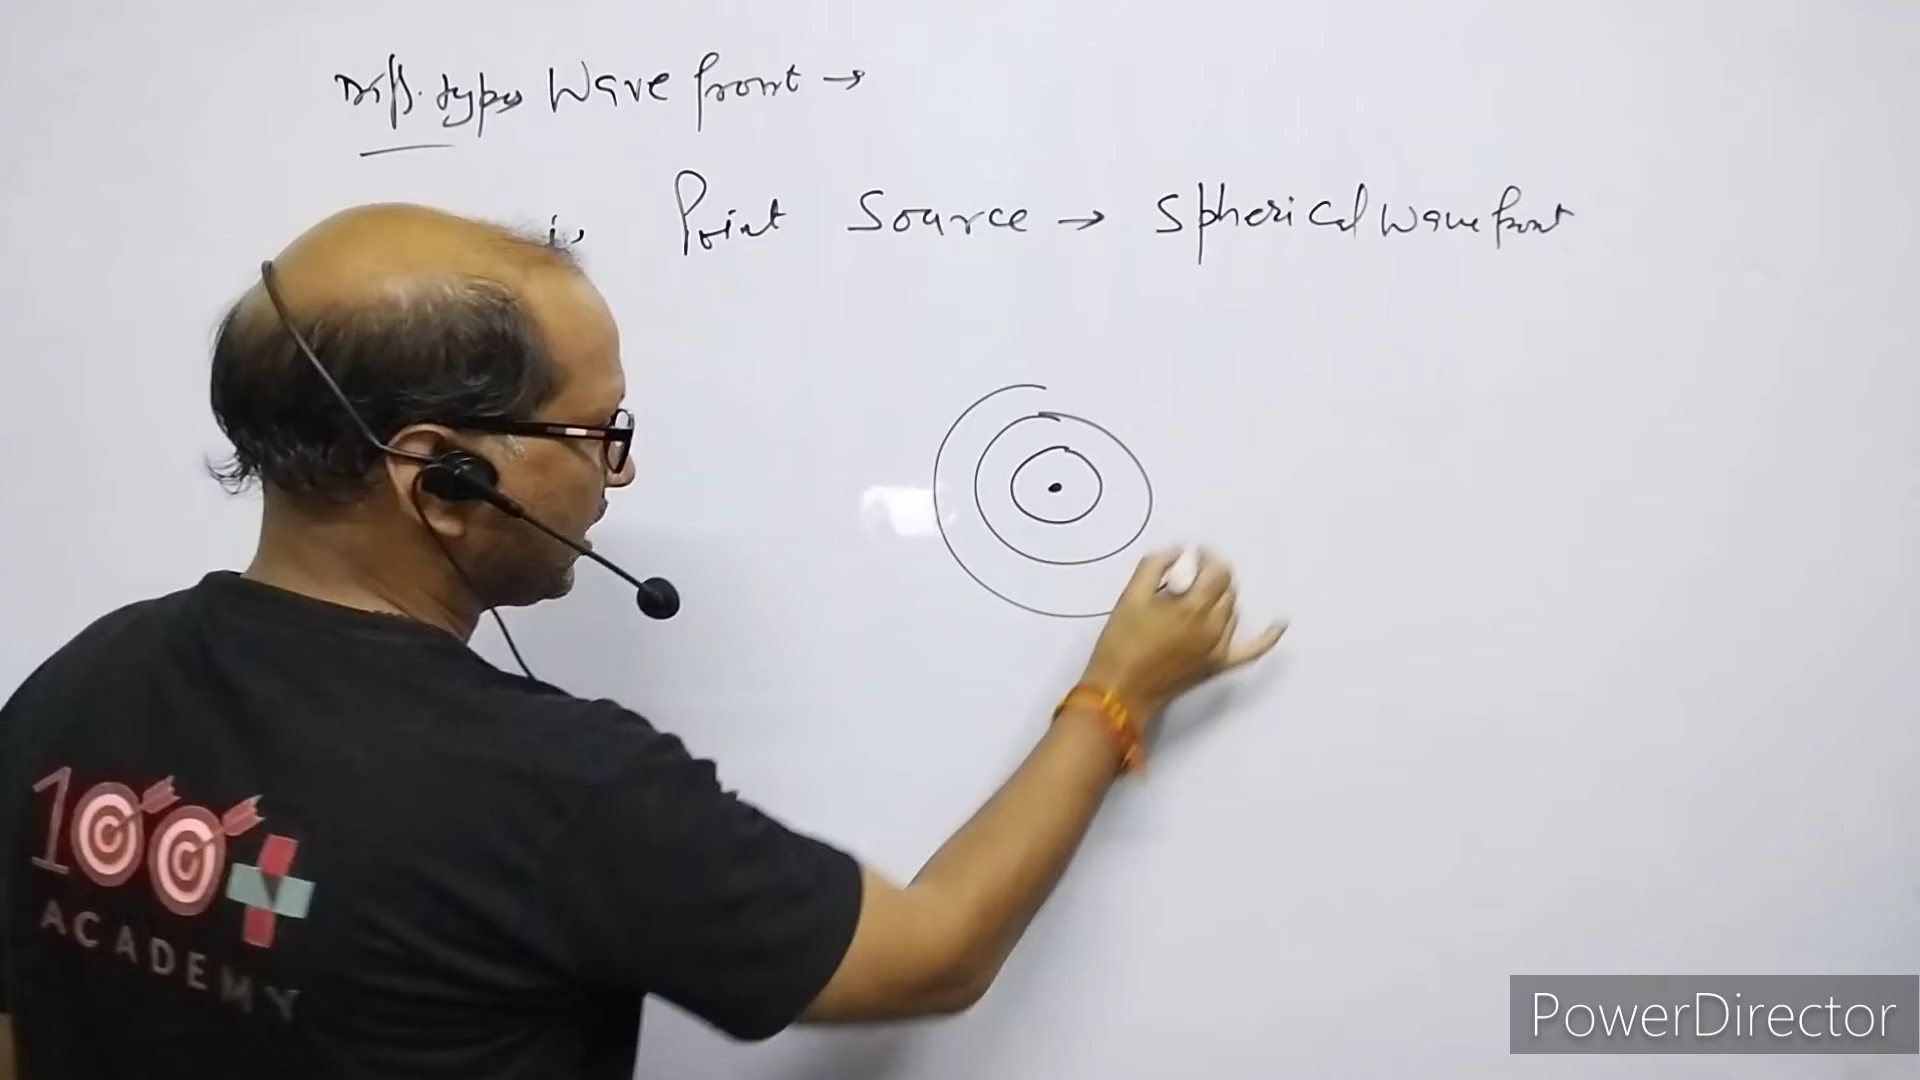 Diff. types Wave front →
i, Point Source → Spherical Wave front
100+
ACADEMY
PowerDirector